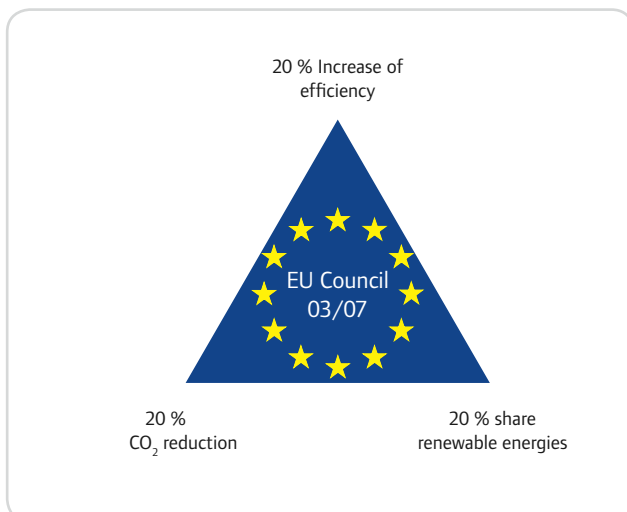 20 % Increase of
efficiency
EU Council
03/07
20 %
CO₂ reduction
20 % share
renewable energies